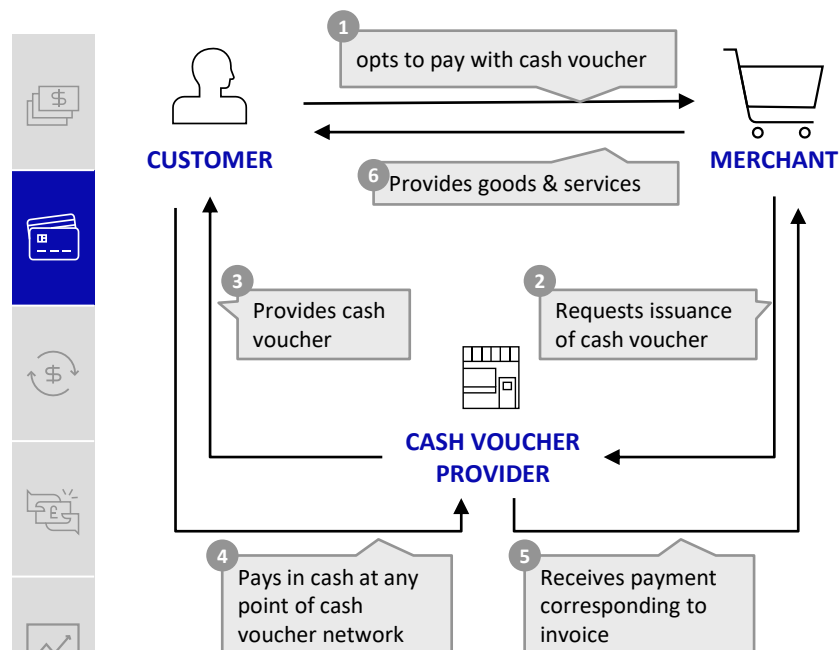 1
opts to pay with cash voucher
$
CUSTOMER
MERCHANT
6
Provides goods & services
3
Provides cash
voucher
2
Requests issuance
of cash voucher
$
CASH VOUCHER
PROVIDER
£
4
Pays in cash at any
point of cash
voucher network
5
Receives payment
corresponding to
invoice